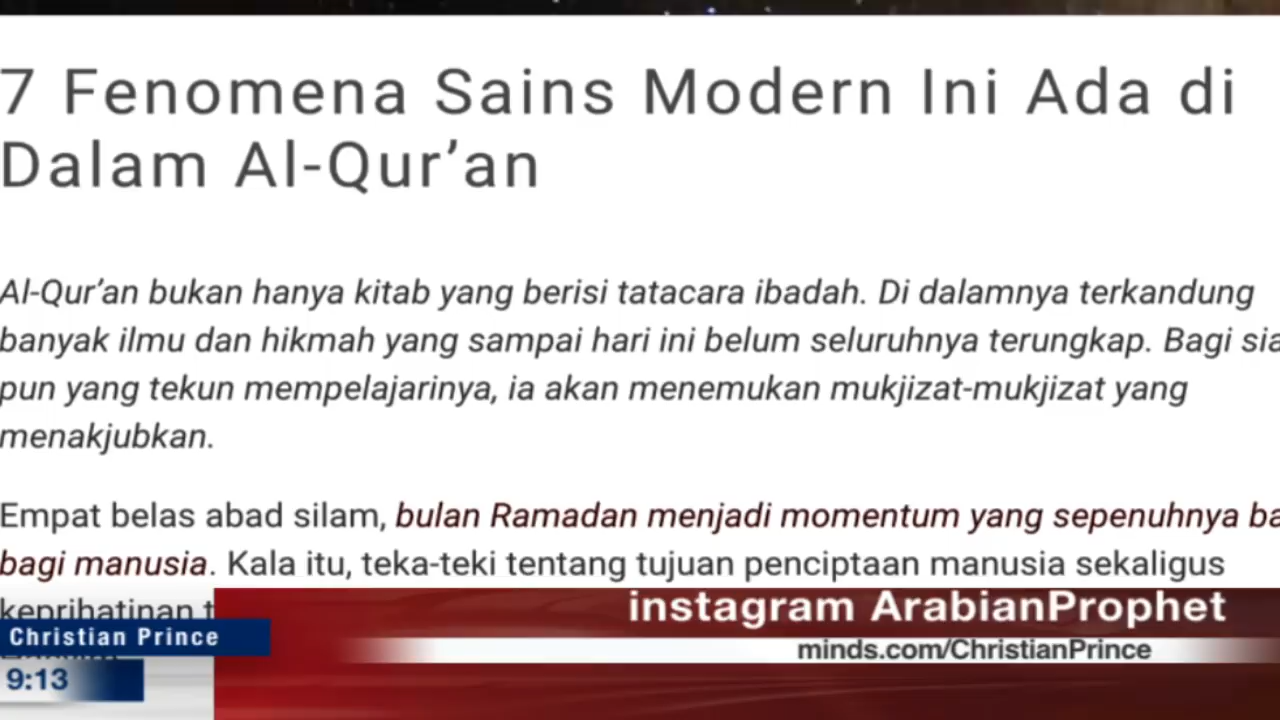 7 Fenomena Sains Modern Ini Ada di
Dalam Al-Qur’an
Al-Qur’an bukan hanya kitab yang berisi tatacara ibadah. Di dalamnya terkandung
banyak ilmu dan hikmah yang sampai hari ini belum seluruhnya terungkap. Bagi sia
pun yang tekun mempelajarinya, ia akan menemukan mukjizat-mukjizat yang
menakjubkan.
Empat belas abad silam, bulan Ramadan menjadi momentum yang sepenuhnya ba
bagi manusia. Kala itu, teka-teki tentang tujuan penciptaan manusia sekaligus
keprihatinan t
instagram ArabianProphet
Christian Prince
minds.com/ChristianPrince
9:13